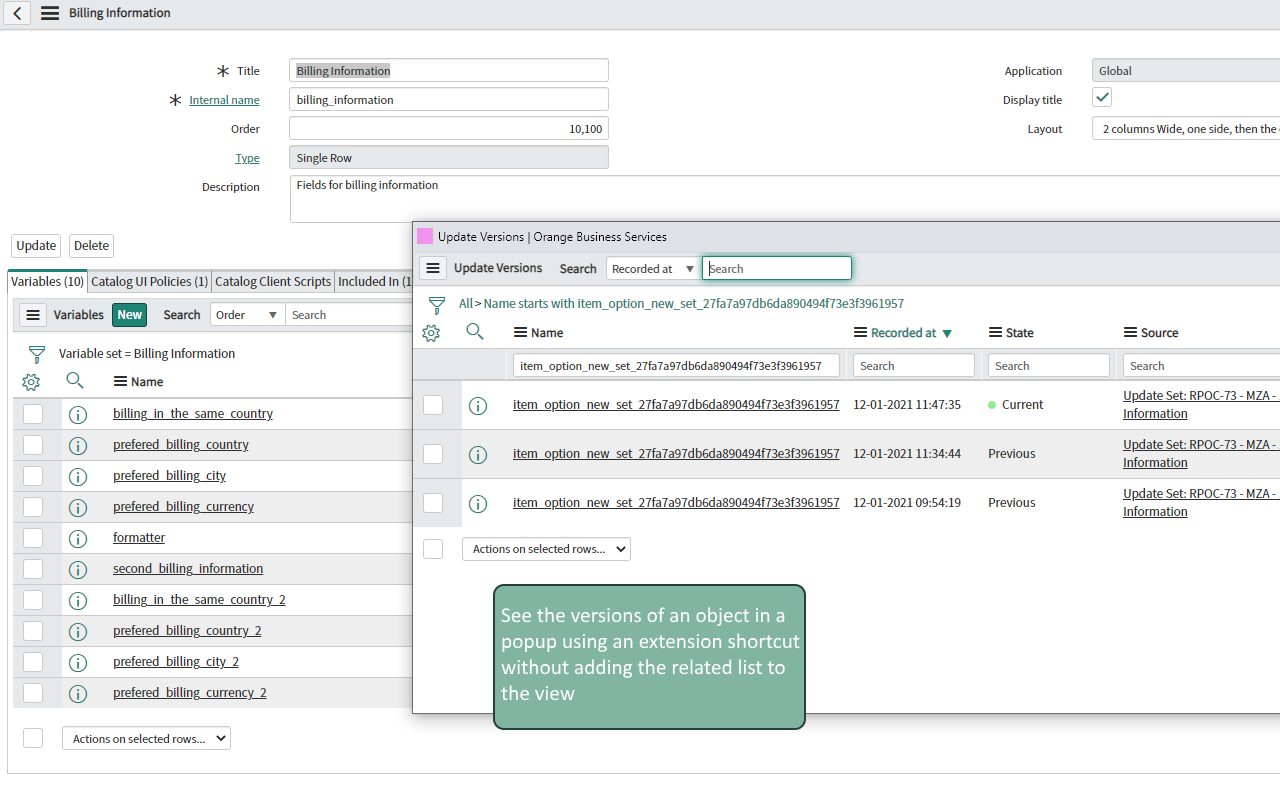 Billing Information
Title
Billing Information
Application
Global
Internal name
billing_information
Display title
Order
10,100
Layout
2 columns Wide, one side, then the
Type
Single Row
Description
Fields for billing information
Update Delete
Variables (10) Catalog UI Policies (1) Catalog Client Scripts Included In (1
Variables New Search Order Search
Variable set = Billing Information
Name
billing_in_the_same_country
prefered_billing_country
prefered_billing_city
prefered_billing_currency
formatter
second_billing_information
billing_in_the_same_country_2
prefered_billing_country_2
prefered_billing_city_2
prefered_billing_currency_2
Actions on selected rows...
Update Versions | Orange Business Services
Update Versions Search Recorded at Search
All > Name starts with item_option_new_set_27fa7a97db6da890494f73e3f3961957
Name Recorded at State Source
item_option_new_set_27fa7a97db6da890494f73e3f3961957 Search Search Search
item_option_new_set_27fa7a97db6da890494f73e3f3961957 12-01-2021 11:47:35 Current Update Set: RPOC-73 - MZA -
Information
item_option_new_set_27fa7a97db6da890494f73e3f3961957 12-01-2021 11:34:44 Previous Update Set: RPOC-73 - MZA -
Information
item_option_new_set_27fa7a97db6da890494f73e3f3961957 12-01-2021 09:54:19 Previous Update Set: RPOC-73 - MZA -
Information
Actions on selected rows...
See the versions of an object in a
popup using an extension shortcut
without adding the related list to
the view